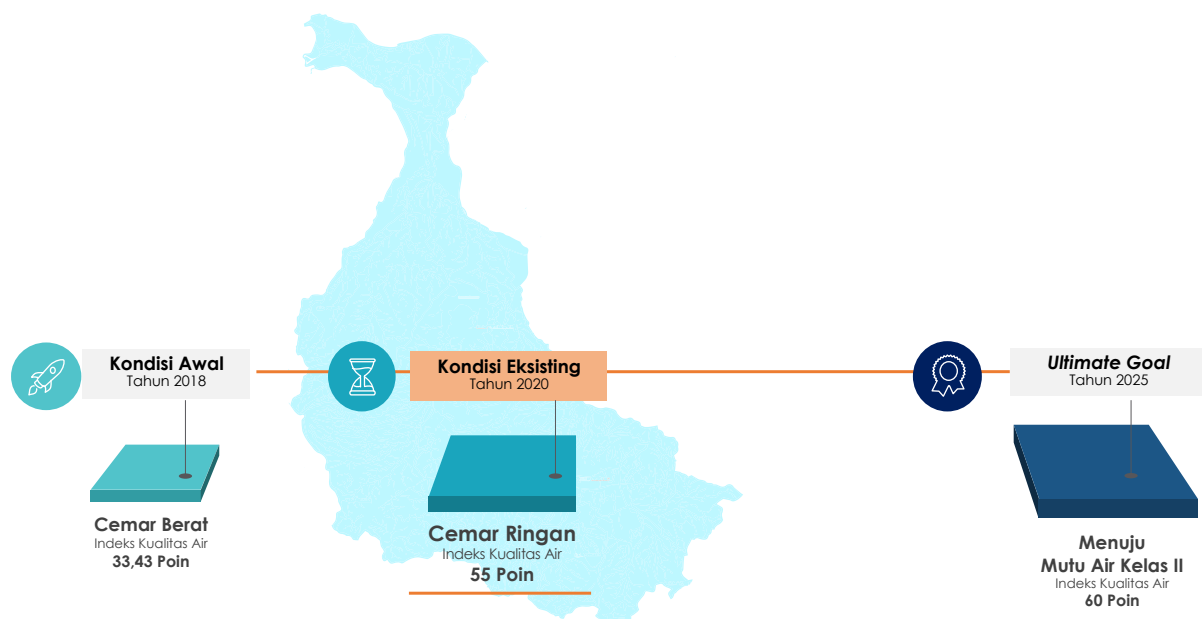 Kondisi Awal
Tahun 2018
Cemar Berat
Indeks Kualitas Air
33,43 Poin
Kondisi Eksisting
Tahun 2020
Cemar Ringan
Indeks Kualitas Air
55 Poin
Ultimate Goal
Tahun 2025
Menuju
Mutu Air Kelas II
Indeks Kualitas Air
60 Poin